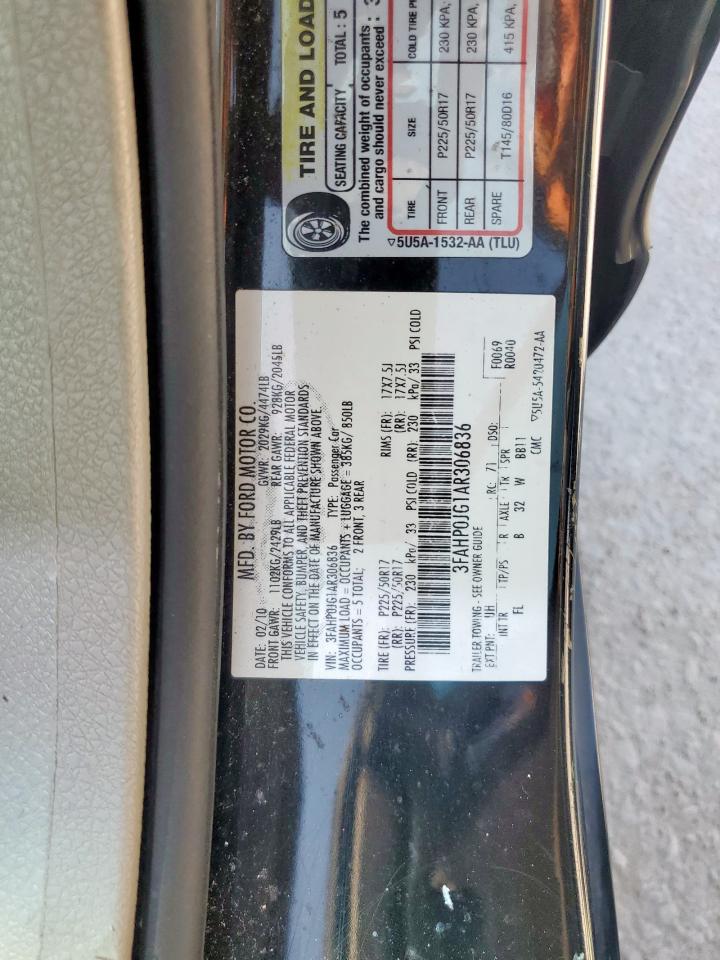 MFD. BY FORD MOTOR CO.
DATE: 02/10 GVWR: 2029KG/4474LB
FRONT GAWR: 1102KG/2429LB REAR GAWR: 928KG/2045LB
THIS VEHICLE CONFORMS TO ALL APPLICABLE FEDERAL MOTOR
VEHICLE SAFETY, BUMPER, AND THEFT PREVENTION STANDARDS
IN EFFECT ON THE DATE OF MANUFACTURE SHOWN ABOVE.
VIN: 3FAHP0JG1AR306836 TYPE: Passenger Car
MAXIMUM LOAD = OCCUPANTS + LUGGAGE = 385KG/ 850LB
OCCUPANTS = 5 TOTAL: 2 FRONT, 3 REAR
TIRE (FR): P225/50R17 RIMS (FR): 17X7.5J
(RR): P225/50R17 (RR): 17X7.5J
PRESSURE (FR): 230 kPa/ 33 PSI COLD (RR): 230 kPa/ 33 PSI COLD
3FAHP0JG1AR306836
TRAILER TOWING - SEE OWNER GUIDE F0069
EXT PNT: UH RC: 71 DSO: R0040
INT TR TP/PS R AXLE TR SPR
FL B 32 W BB11
CMC ▽5U5A-5420472-AA
TIRE AND LOAD
SEATING CAPACITY TOTAL : 5
The combined weight of occupants
and cargo should never exceed :
TIRE SIZE COLD TIRE
FRONT P225/50R17 230 KPA,
REAR P225/50R17 230 KPA,
SPARE T145/80D16 415 KPA,
▽5U5A-1532-AA (TLU)